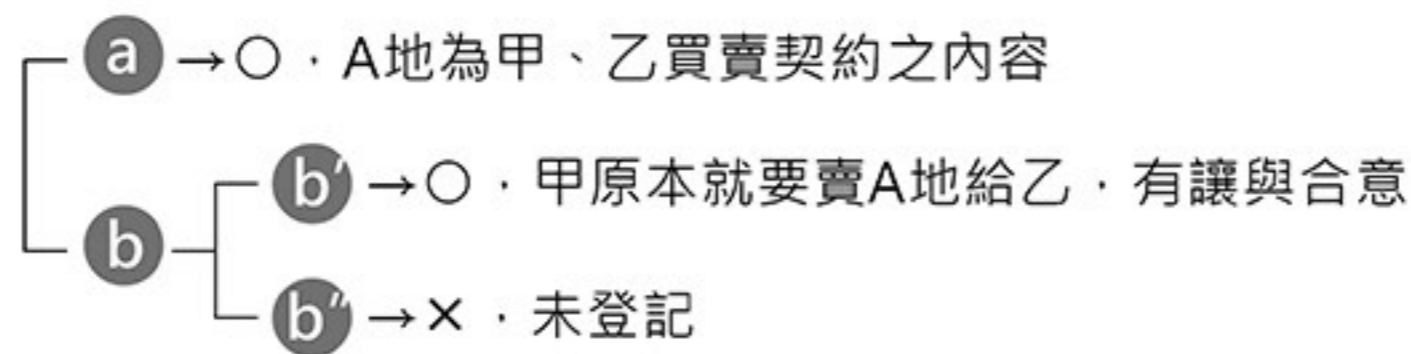 a→○，A地為甲、乙買賣契約之內容
b′→○，甲原本就要賣A地給乙，有讓與合意
b
b″→×，未登記